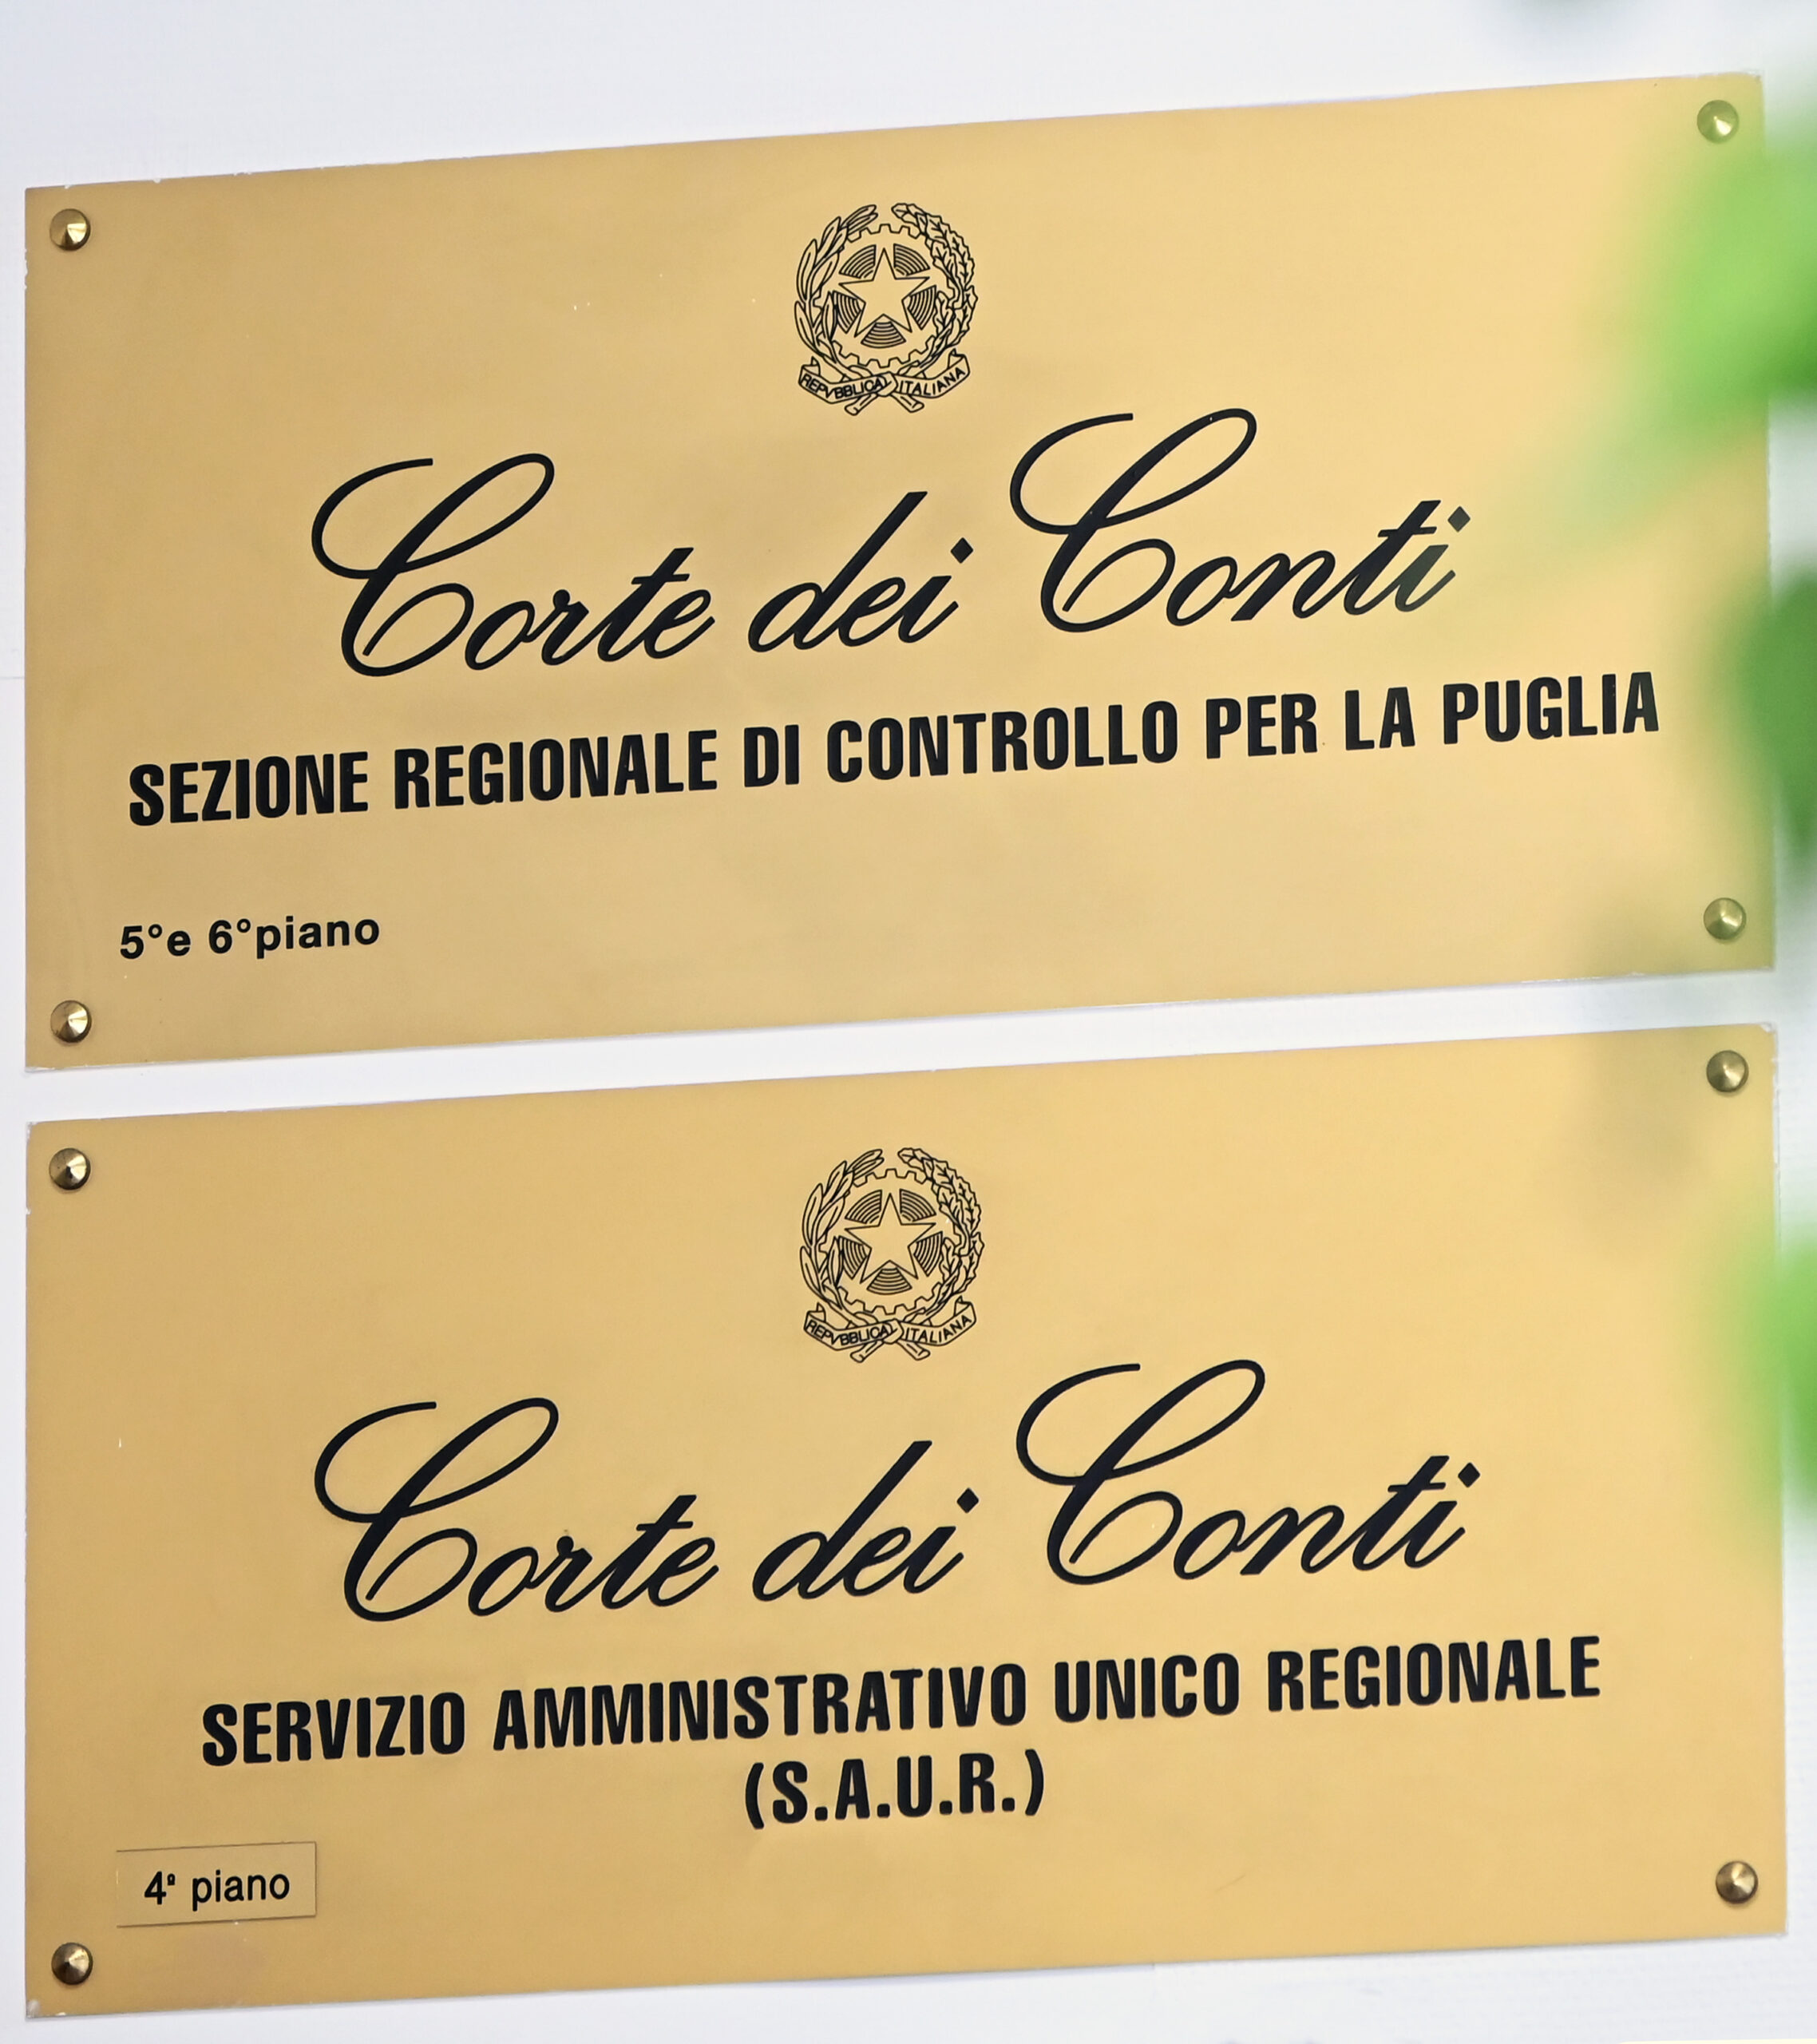 REPVBBLICA ITALIANA
Corte dei Conti
SEZIONE REGIONALE DI CONTROLLO PER LA PUGLIA
5°e 6°piano
REPVBBLICA ITALIANA
Corte dei Conti
SERVIZIO AMMINISTRATIVO UNICO REGIONALE
(S.A.U.R.)
4° piano